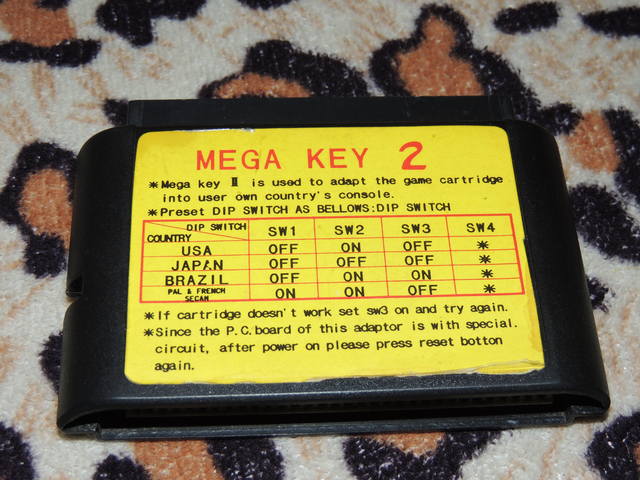 MEGA KEY 2
*Mega key II is used to adapt the game cartridge
into user own country's console.
*Preset DIP SWITCH AS BELLOWS:DIP SWITCH
DIP SWITCH
COUNTRY SW1 SW2 SW3 SW4
USA OFF ON OFF *
JAPAN OFF OFF OFF *
BRAZIL OFF ON ON *
PAL & FRENCH
SECAM ON ON OFF *
*If cartridge doesn't work set sw3 on and try again.
*Since the P.C.board of this adaptor is with special.
circuit, after power on please press reset botton
again.